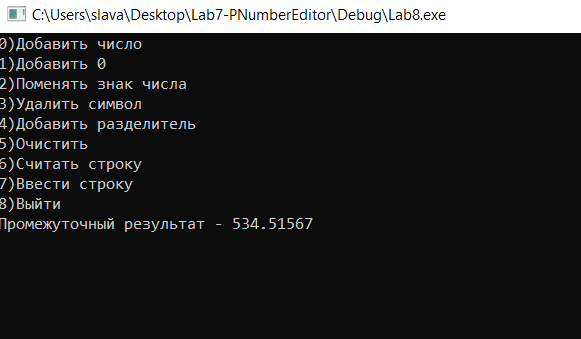 C:\Users\slava\Desktop\Lab7-PNumberEditor\Debug\Lab8.exe
0)Добавить число
1)Добавить 0
2)Поменять знак числа
3)Удалить символ
4)Добавить разделитель
5)Очистить
6)Считать строку
7)Ввести строку
8)Выйти
Промежуточный результат - 534.51567